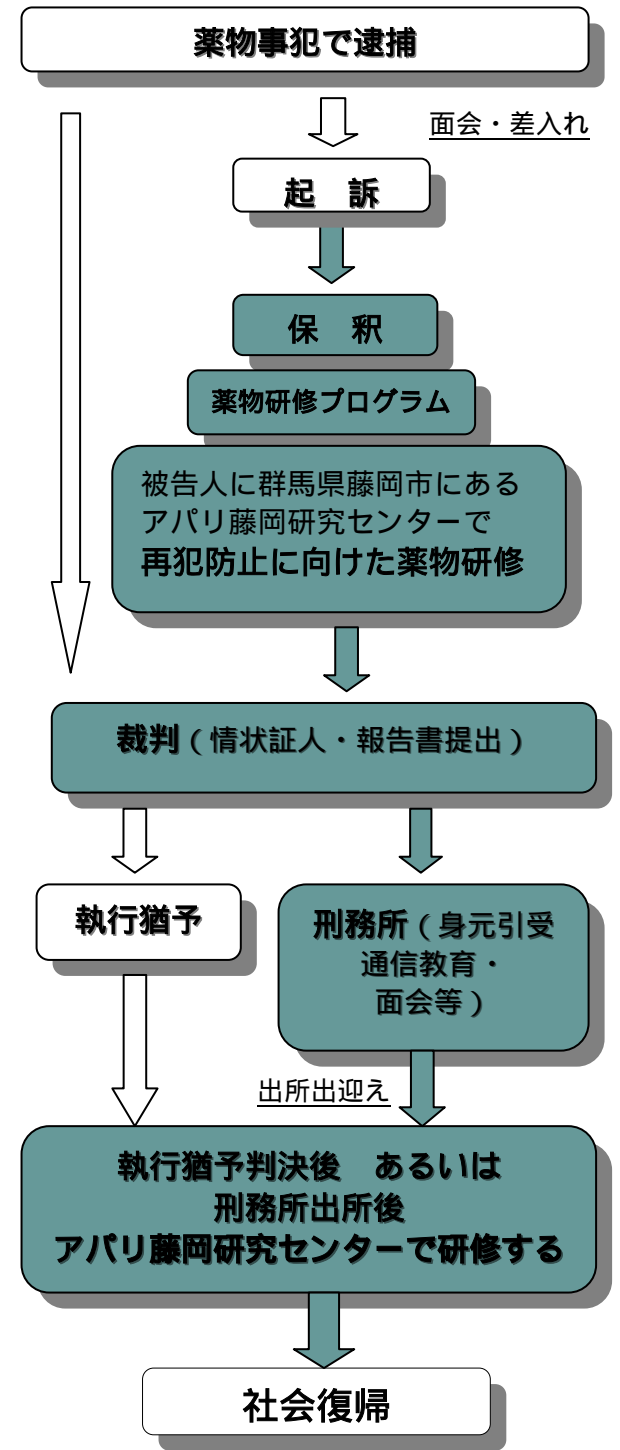 薬物事犯で逮捕
面会・差入れ
起　訴
保　釈
薬物研修プログラム
被告人に群馬県藤岡市にある
アパリ藤岡研究センターで
再犯防止に向けた薬物研修
裁判（情状証人・報告書提出）
執行猶予
刑務所（身元引受
通信教育・
面会等）
出所出迎え
執行猶予判決後　あるいは
刑務所出所後
アパリ藤岡研究センターで研修する
社会復帰